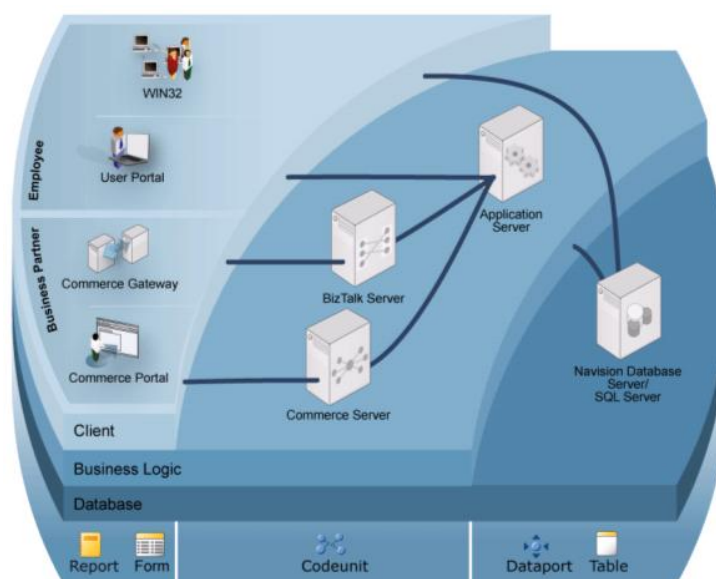 WIN32
Employee
User Portal
Application
Server
Business Partner
Commerce Gateway
BizTalk Server
Commerce Portal
Commerce Server
Navision Database
Server/
SQL Server
Client
Business Logic
Database
Report
Form
Codeunit
Dataport
Table